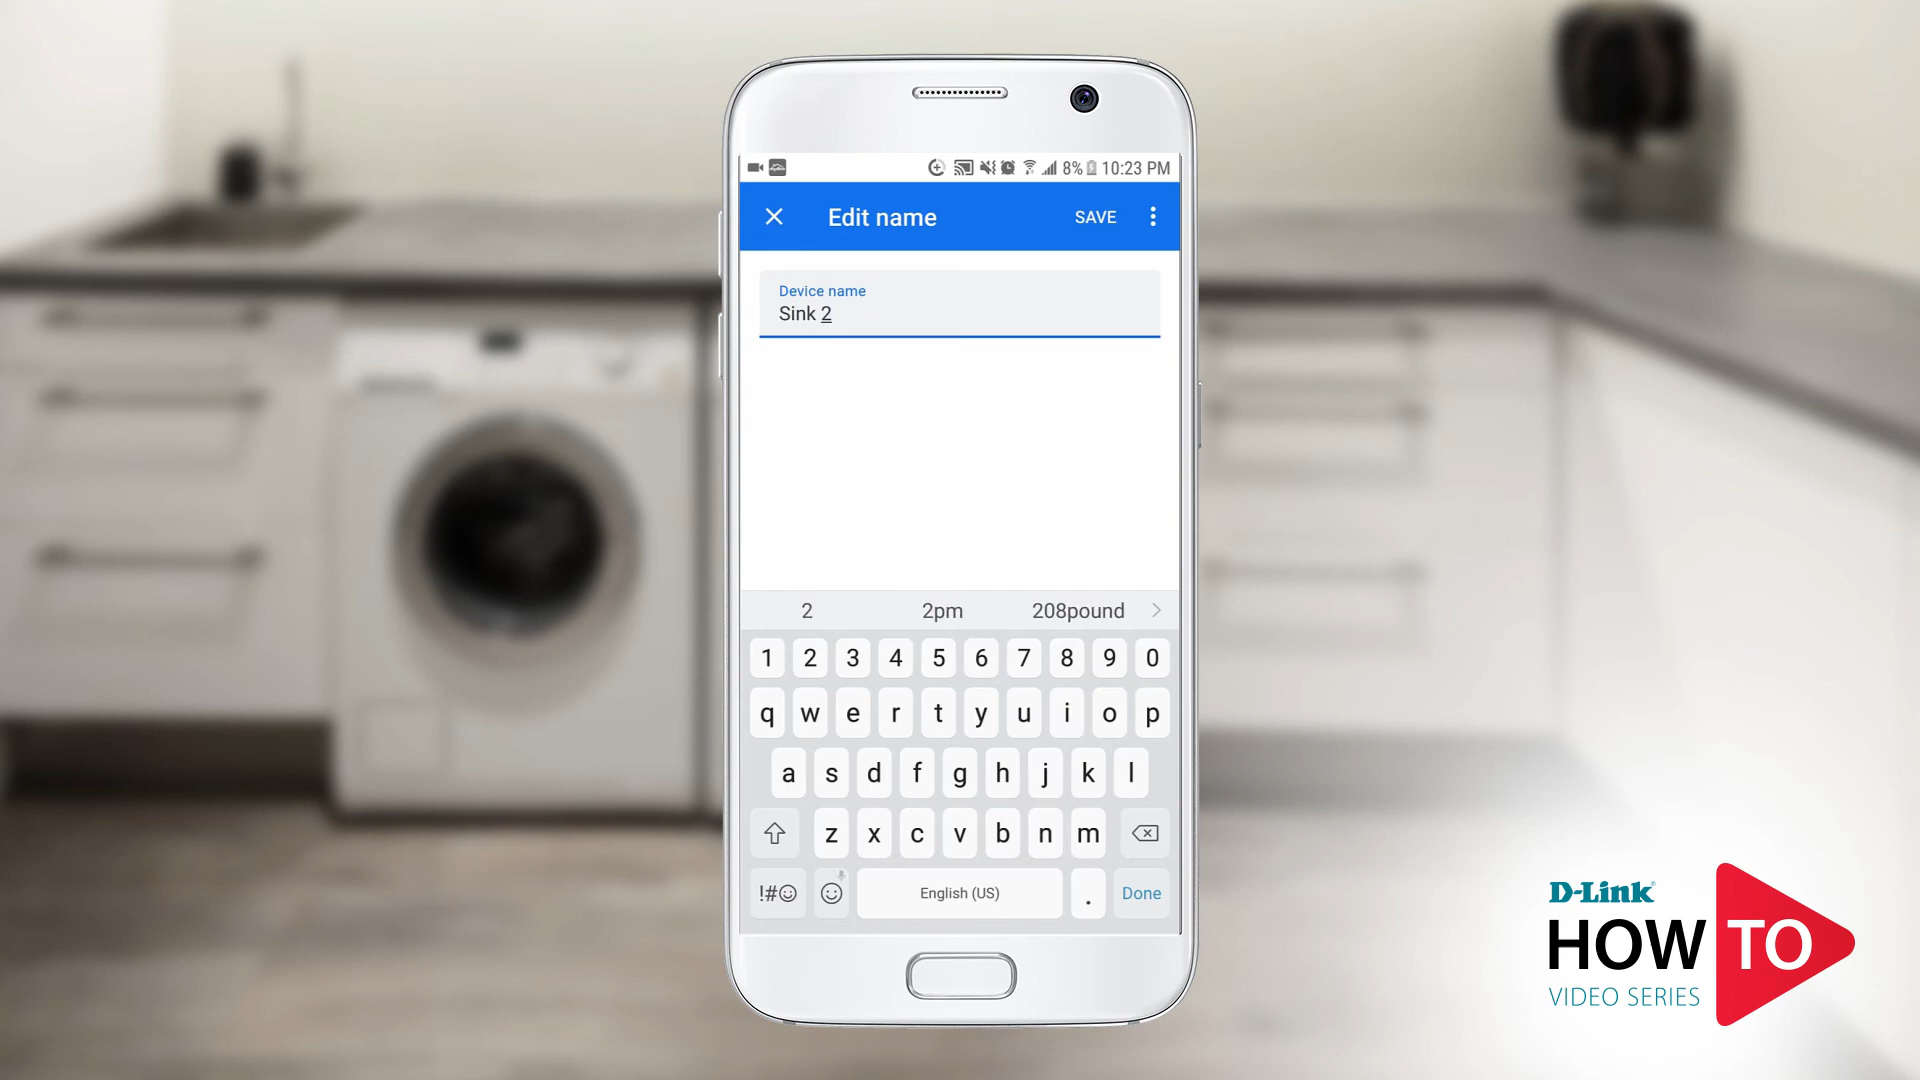 8% 10:23 PM
Edit name SAVE
Device name
Sink 2
2 2pm 208pound
1 2 3 4 5 6 7 8 9 0
q w e r t y u i o p
a s d f g h j k l
z x c v b n m
!#☺ English (US) . Done
D-Link®
HOW TO
VIDEO SERIES